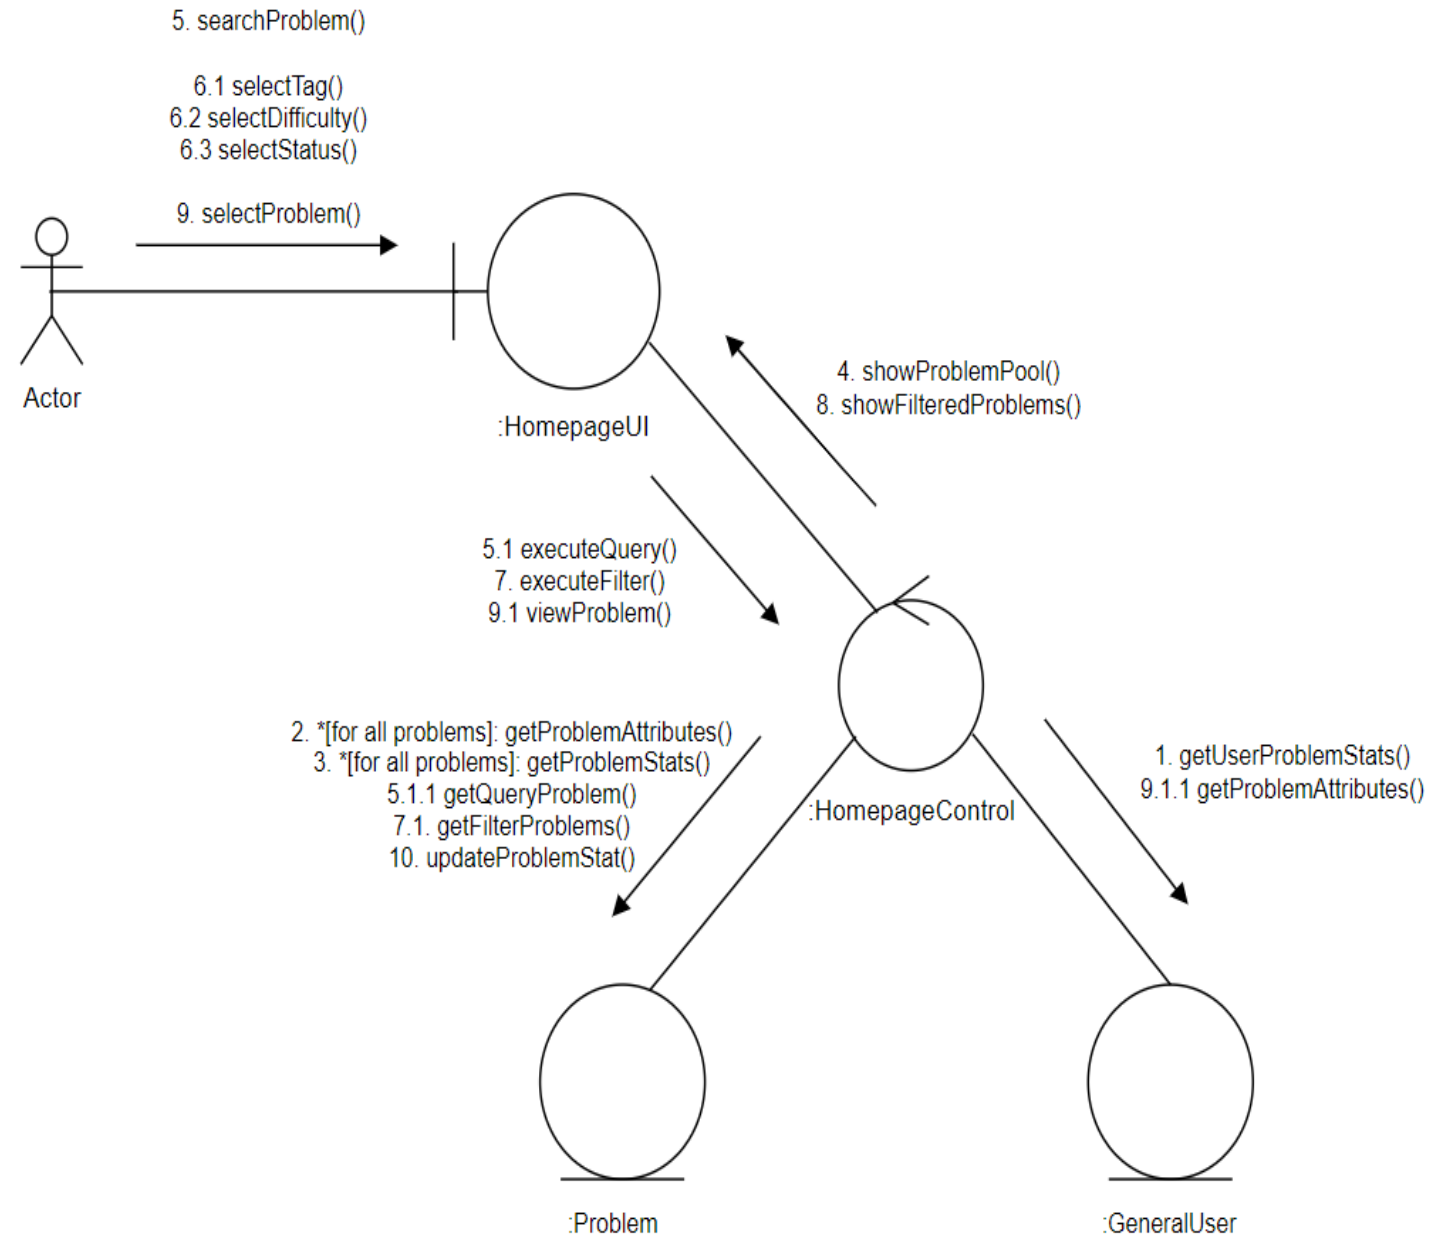 5. searchProblem()
6.1 selectTag()
6.2 selectDifficulty()
6.3 selectStatus()
9. selectProblem()
Actor
:HomepageUI
4. showProblemPool()
8. showFilteredProblems()
5.1 executeQuery()
7. executeFilter()
9.1 viewProblem()
2. *[for all problems]: getProblemAttributes()
3. *[for all problems]: getProblemStats()
5.1.1 getQueryProblem()
7.1. getFilterProblems()
10. updateProblemStat()
:HomepageControl
1. getUserProblemStats()
9.1.1 getProblemAttributes()
:Problem
:GeneralUser